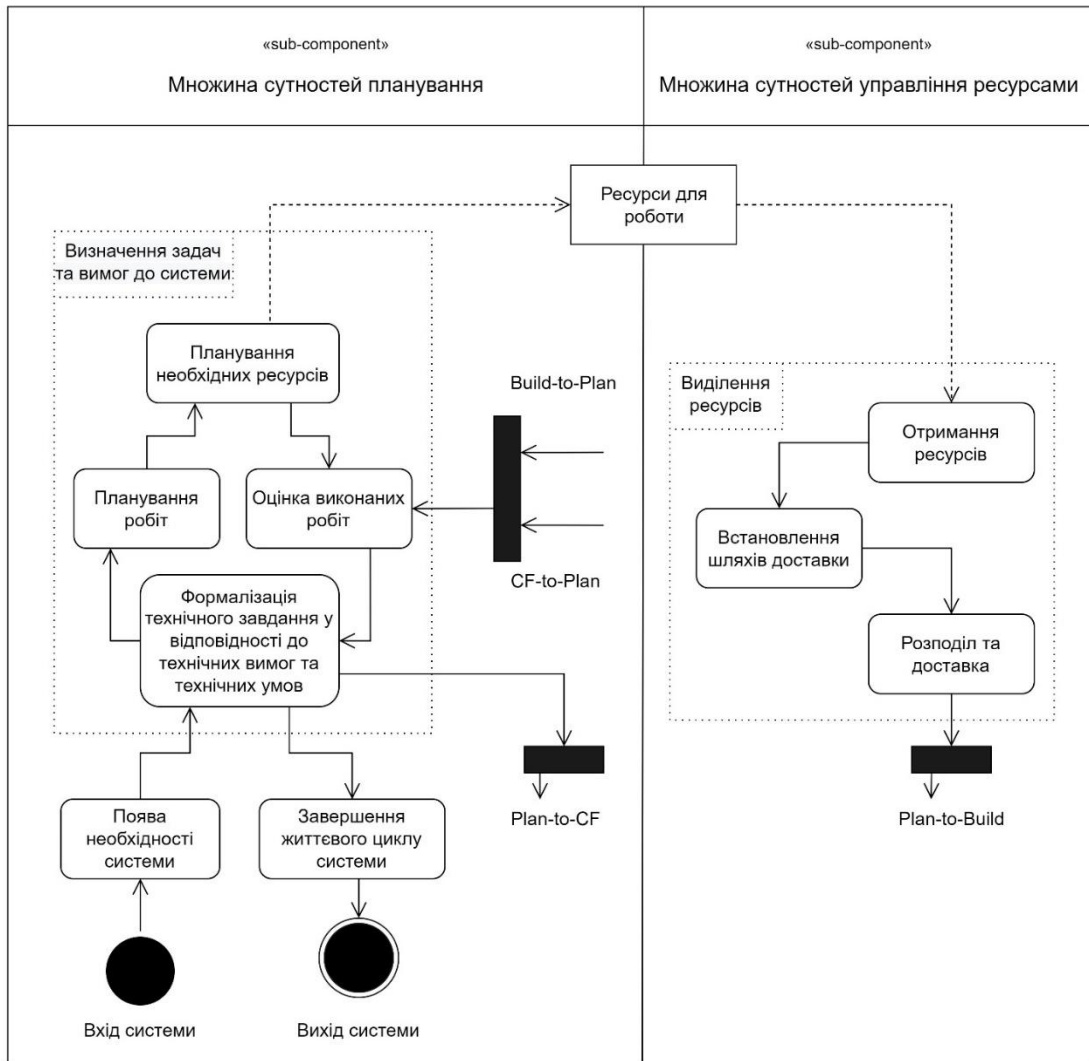 «sub-component»
Множина сутностей планування
«sub-component»
Множина сутностей управління ресурсами
Ресурси для
роботи
Визначення задач
та вимог до системи
Планування
необхідних ресурсів
Build-to-Plan
Виділення
ресурсів
Отримання
ресурсів
Планування
робіт
Оцінка виконаних
робіт
Встановлення
шляхів доставки
CF-to-Plan
Формалізація
технічного завдання у
відповідності до
технічних вимог та
технічних умов
Розподіл та
доставка
Поява
необхідності
системи
Завершення
життєвого циклу
системи
Plan-to-CF
Plan-to-Build
Вхід системи
Вихід системи